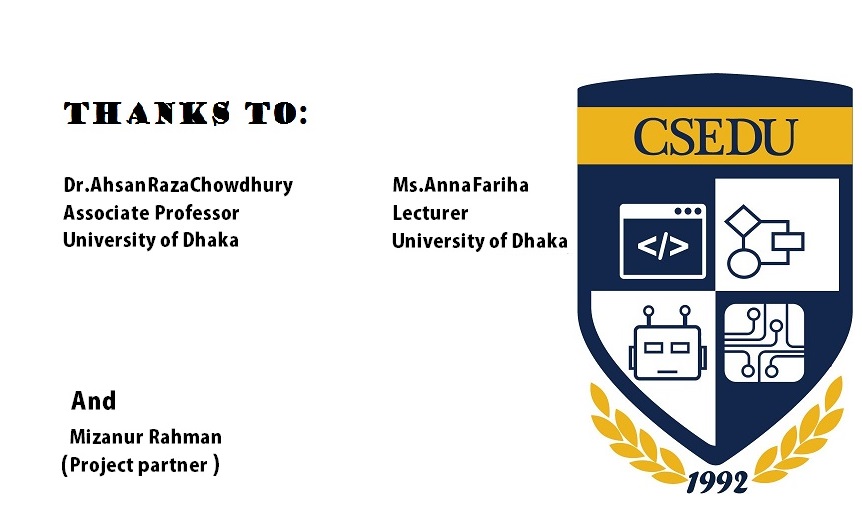 THANKS TO:
Dr.AhsanRazaChowdhury
Associate Professor
University of Dhaka
Ms.AnnaFariha
Lecturer
University of Dhaka
And
Mizanur Rahman
(Project partner )
CSEDU
</>
1992